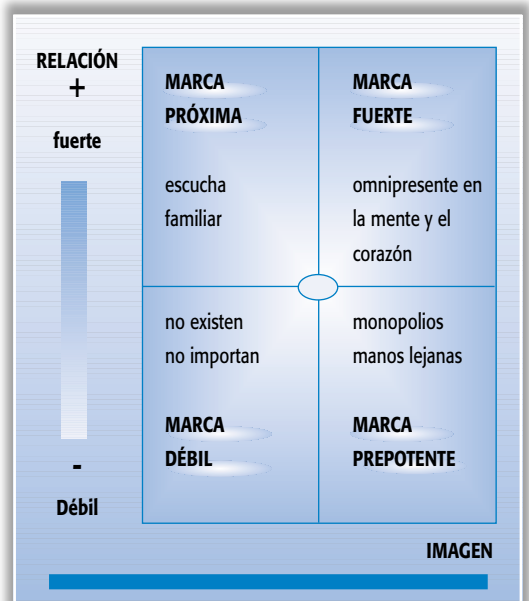 RELACIÓN
+
fuerte
MARCA
PRÓXIMA
escucha
familiar
MARCA
FUERTE
omnipresente en
la mente y el
corazón
no existen
no importan
MARCA
DÉBIL
monopolios
manos lejanas
MARCA
PREPOTENTE
-
Débil
IMAGEN